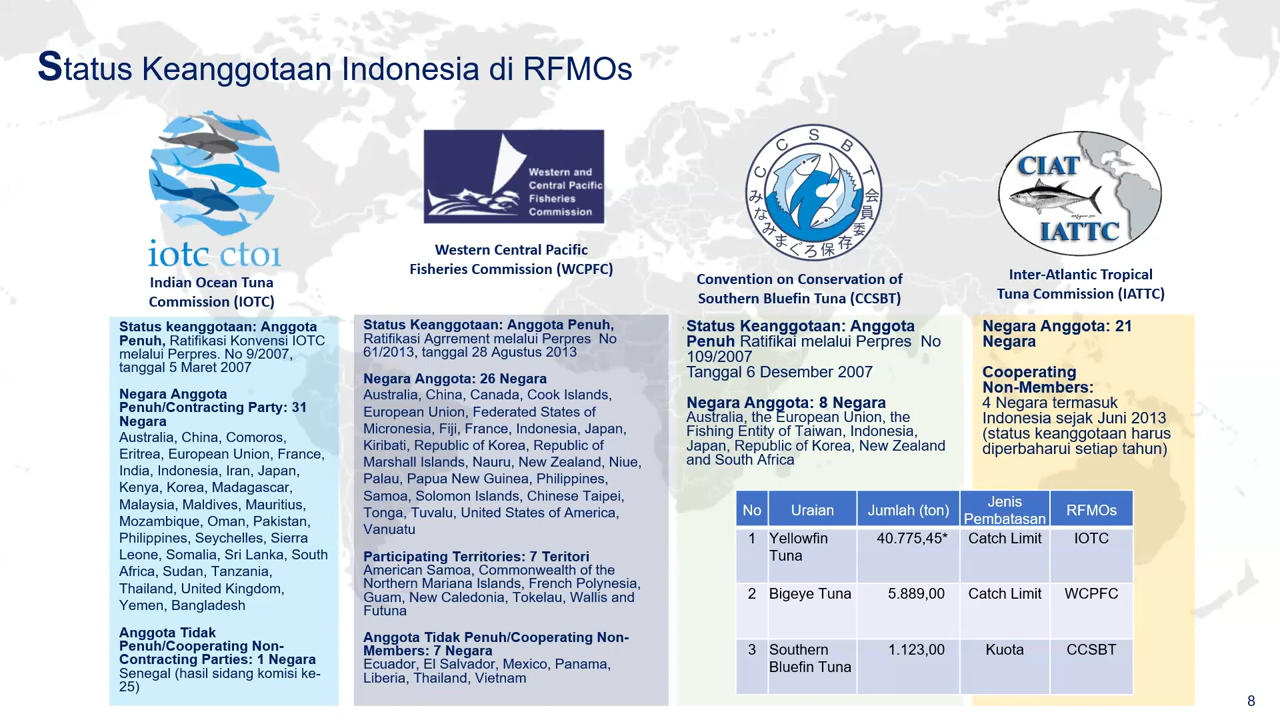 Status Keanggotaan Indonesia di RFMOs
iotc ctoi
Indian Ocean Tuna
Commission (IOTC)
Status keanggotaan: Anggota
Penuh, Ratifikasi Konvensi IOTC
melalui Perpres. No 9/2007,
tanggal 5 Maret 2007
Negara Anggota
Penuh/Contracting Party: 31
Negara
Australia, China, Comoros,
Eritrea, European Union, France,
India, Indonesia, Iran, Japan,
Kenya, Korea, Madagascar,
Malaysia, Maldives, Mauritius,
Mozambique, Oman, Pakistan,
Philippines, Seychelles, Sierra
Leone, Somalia, Sri Lanka, South
Africa, Sudan, Tanzania,
Thailand, United Kingdom,
Yemen, Bangladesh
Anggota Tidak
Penuh/Cooperating Non-
Contracting Parties: 1 Negara
Senegal (hasil sidang komisi ke-
25)
Western and
Central Pacific
Fisheries
Commission
Western Central Pacific
Fisheries Commission (WCPFC)
Status Keanggotaan: Anggota Penuh,
Ratifikasi Agrrement melalui Perpres No
61/2013, tanggal 28 Agustus 2013
Negara Anggota: 26 Negara
Australia, China, Canada, Cook Islands,
European Union, Federated States of
Micronesia, Fiji, France, Indonesia, Japan,
Kiribati, Republic of Korea, Republic of
Marshall Islands, Nauru, New Zealand, Niue,
Palau, Papua New Guinea, Philippines,
Samoa, Solomon Islands, Chinese Taipei,
Tonga, Tuvalu, United States of America,
Vanuatu
Participating Territories: 7 Teritori
American Samoa, Commonwealth of the
Northern Mariana Islands, French Polynesia,
Guam, New Caledonia, Tokelau, Wallis and
Futuna
Anggota Tidak Penuh/Cooperating Non-
Members: 7 Negara
Ecuador, El Salvador, Mexico, Panama,
Liberia, Thailand, Vietnam
CCSBT
みなみまぐろ保存委員会
Convention on Conservation of
Southern Bluefin Tuna (CCSBT)
Status Keanggotaan: Anggota
Penuh Ratifikai melalui Perpres No
109/2007
Tanggal 6 Desember 2007
Negara Anggota: 8 Negara
Australia, the European Union, the
Fishing Entity of Taiwan, Indonesia,
Japan, Republic of Korea, New Zealand
and South Africa
CIAT
IATTC
Inter-Atlantic Tropical
Tuna Commission (IATTC)
Negara Anggota: 21
Negara
Cooperating
Non-Members:
4 Negara termasuk
Indonesia sejak Juni 2013
(status keanggotaan harus
diperbaharui setiap tahun)
No Uraian Jumlah (ton) Jenis Pembatasan RFMOs
1 Yellowfin Tuna 40.775,45* Catch Limit IOTC
2 Bigeye Tuna 5.889,00 Catch Limit WCPFC
3 Southern Bluefin Tuna 1.123,00 Kuota CCSBT
8